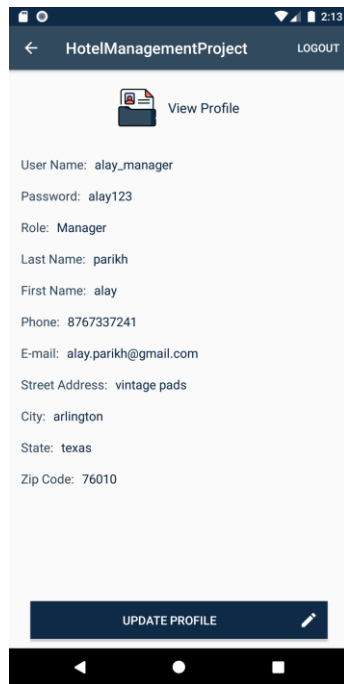 2:13
HotelManagementProject LOGOUT
View Profile
User Name: alay_manager
Password: alay123
Role: Manager
Last Name: parikh
First Name: alay
Phone: 8767337241
E-mail: alay.parikh@gmail.com
Street Address: vintage pads
City: arlington
State: texas
Zip Code: 76010
UPDATE PROFILE